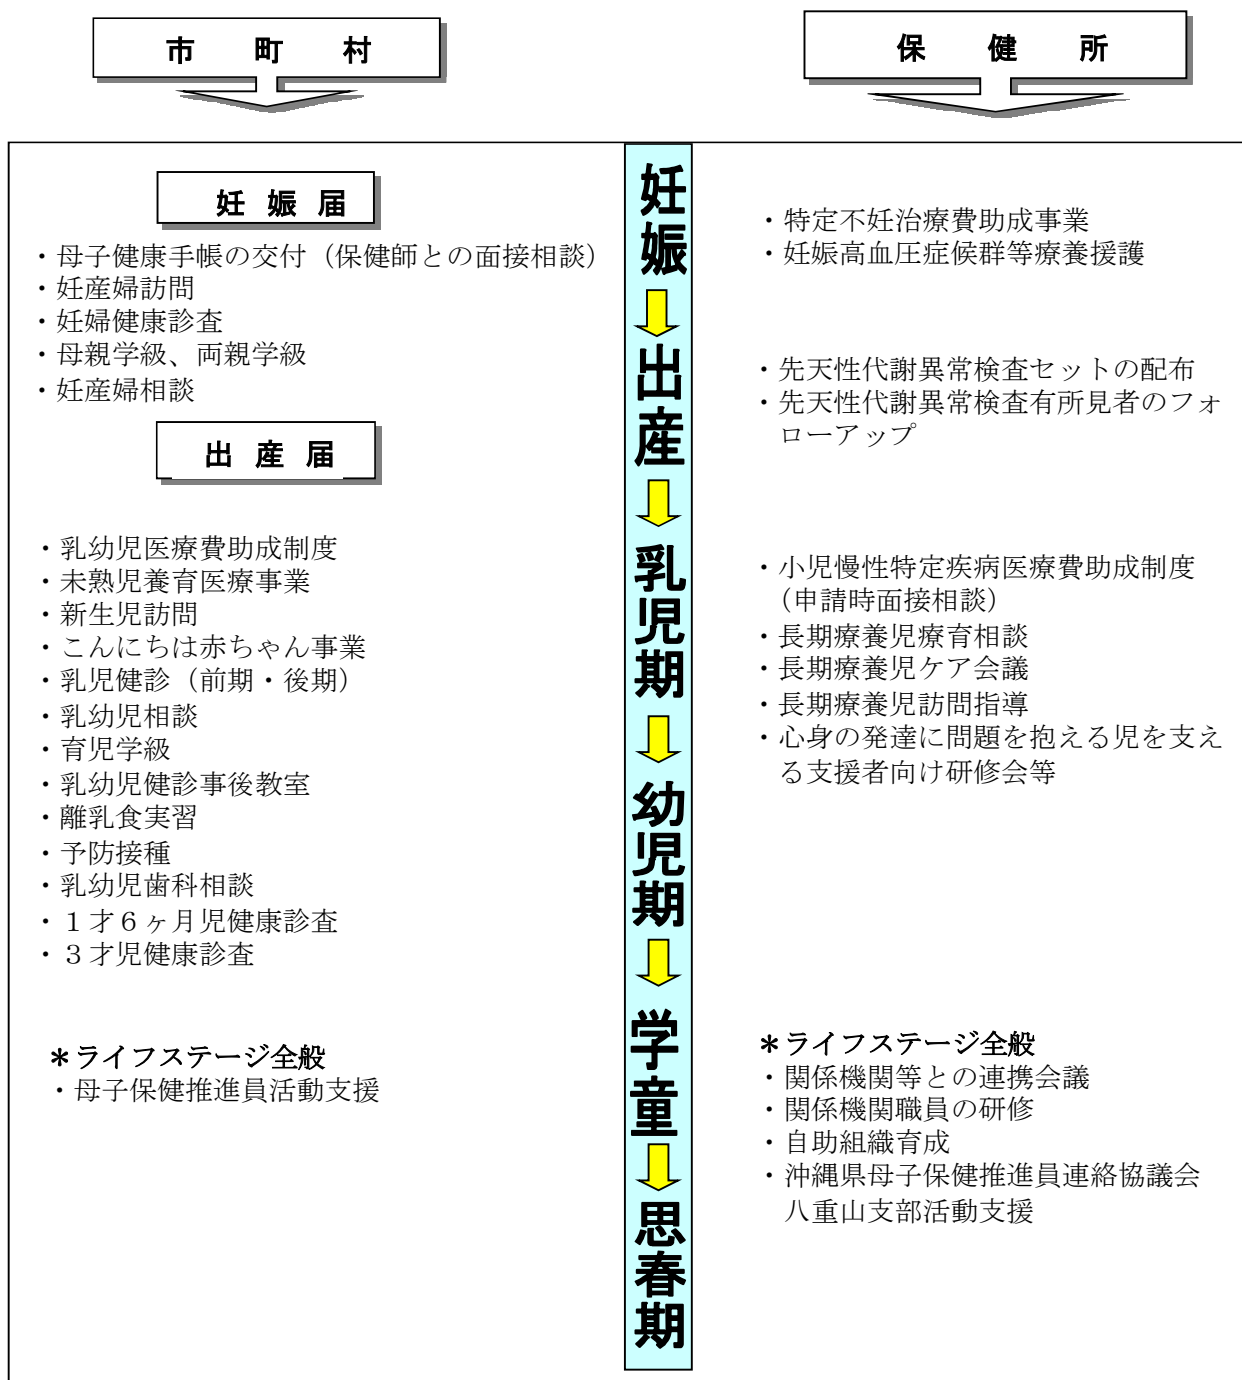 市 町 村
保 健 所
妊 娠 届
・母子健康手帳の交付（保健師との面接相談）
・妊産婦訪問
・妊婦健康診査
・母親学級、両親学級
・妊産婦相談
出 産 届
・乳幼児医療費助成制度
・未熟児養育医療事業
・新生児訪問
・こんにちは赤ちゃん事業
・乳児健診（前期・後期）
・乳幼児相談
・育児学級
・乳幼児健診事後教室
・離乳食実習
・予防接種
・乳幼児歯科相談
・１才６ヶ月児健康診査
・３才児健康診査
＊ライフステージ全般
・母子保健推進員活動支援
妊娠
出産
乳児期
幼児期
学童
思春期
・特定不妊治療費助成事業
・妊娠高血圧症候群等療養援護
・先天性代謝異常検査セットの配布
・先天性代謝異常検査有所見者のフォ
ローアップ
・小児慢性特定疾病医療費助成制度
（申請時面接相談）
・長期療養児療育相談
・長期療養児ケア会議
・長期療養児訪問指導
・心身の発達に問題を抱える児を支え
る支援者向け研修会等
＊ライフステージ全般
・関係機関等との連携会議
・関係機関職員の研修
・自助組織育成
・沖縄県母子保健推進員連絡協議会
八重山支部活動支援